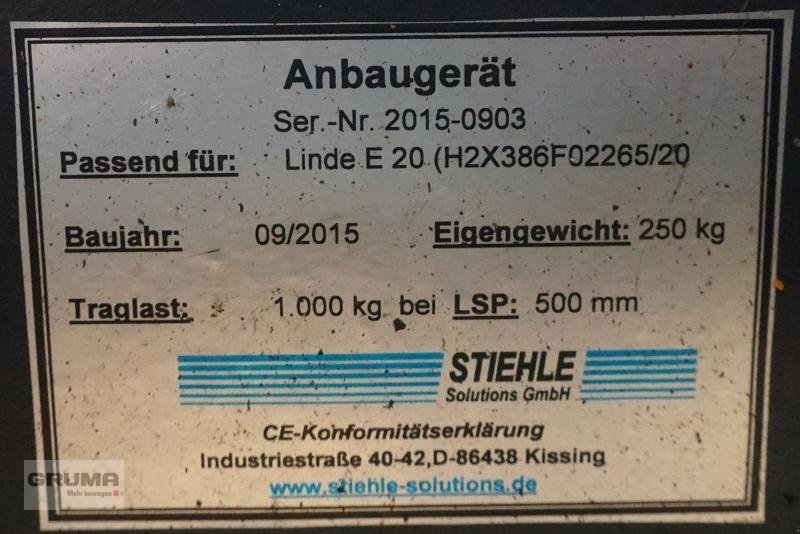 Anbaugerät
Ser.-Nr. 2015-0903
Passend für: Linde E 20 (H2X386F02265/20
Baujahr: 09/2015 Eigengewicht: 250 kg
Traglast: 1.000 kg bei LSP: 500 mm
STIEHLE
Solutions GmbH
CE-Konformitätserklärung
Industriestraße 40-42,D-86438 Kissing
www.stiehle-solutions.de
GRUMA
Mehr bewegen